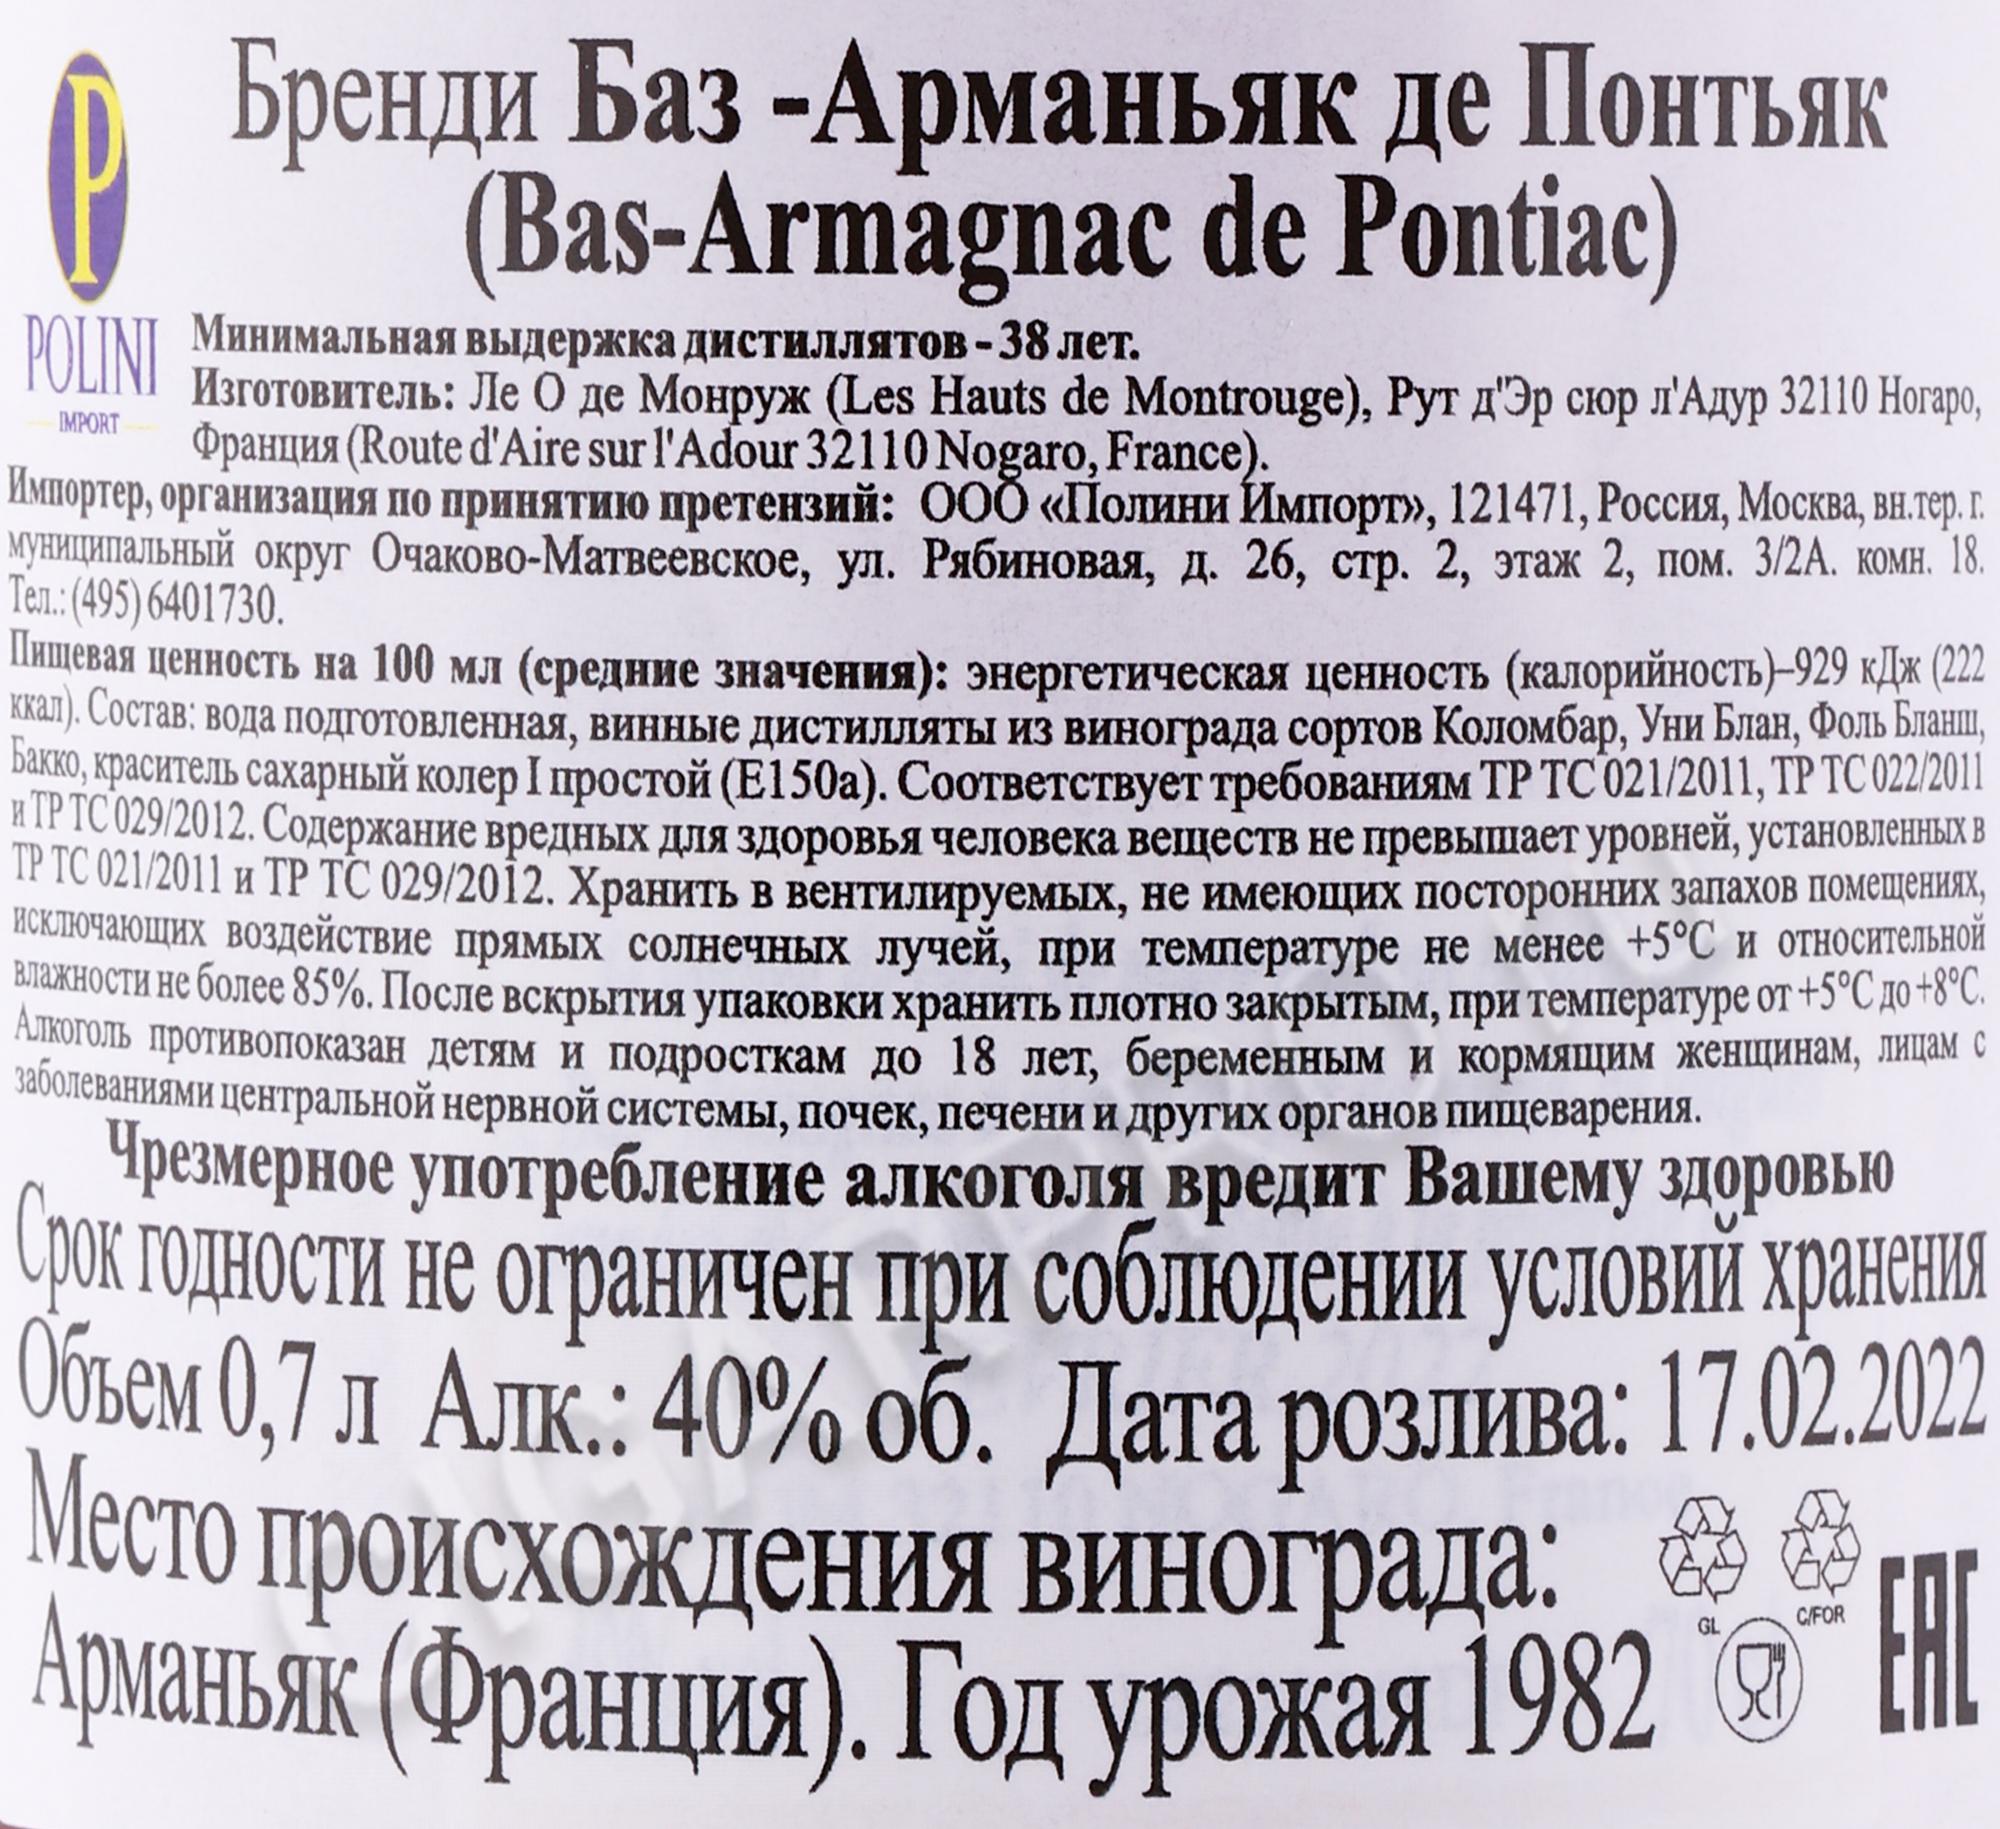 Бренди Баз -Арманьяк де Понтьяк
(Bas-Armagnac de Pontiac)
P
POLINI
IMPORT
Минимальная выдержка дистиллятов - 38 лет.
Изготовитель: Ле О де Монруж (Les Hauts de Montrouge), Рут д"Эр сюр л'Адур 32110 Ногаро,
Франция (Route d'Aire sur l'Adour 32110 Nogaro, France).
Импортер, организация по принятию претензий: ООО «Полини Импорт», 121471, Россия, Москва, вн.тер. г.
муниципальный округ Очаково-Матвеевское, ул. Рябиновая, д. 26, стр. 2, этаж 2, пом. 3/2А. комн. 18.
Тел.: (495) 6401730.
Пищевая ценность на 100 мл (средние значения): энергетическая ценность (калорийность)–929 кДж (222
ккал). Состав: вода подготовленная, винные дистилляты из винограда сортов Коломбар, Уни Блан, Фоль Бланш,
Бакко, краситель сахарный колер I простой (Е150а). Соответствует требованиям ТР ТС 021/2011, ТР ТС 022/2011
и ТР ТС 029/2012. Содержание вредных для здоровья человека веществ не превышает уровней, установленных в
ТР ТС 021/2011 и ТР ТС 029/2012. Хранить в вентилируемых, не имеющих посторонних запахов помещениях,
исключающих воздействие прямых солнечных лучей, при температуре не менее +5°С и относительной
влажности не более 85%. После вскрытия упаковки хранить плотно закрытым, при температуре от +5°С до +8°С.
Алкоголь противопоказан детям и подросткам до 18 лет, беременным и кормящим женщинам, лицам с
заболеваниями центральной нервной системы, почек, печени и других органов пищеварения.
Чрезмерное употребление алкоголя вредит Вашему здоровью
Срок годности не ограничен при соблюдении условий хранения
Объем 0,7 л Алк.: 40% об. Дата розлива: 17.02.2022
Место происхождения винограда:
Арманьяк (Франция). Год урожая 1982
GL
C/FOR
EAC
CIGARPRO.RU